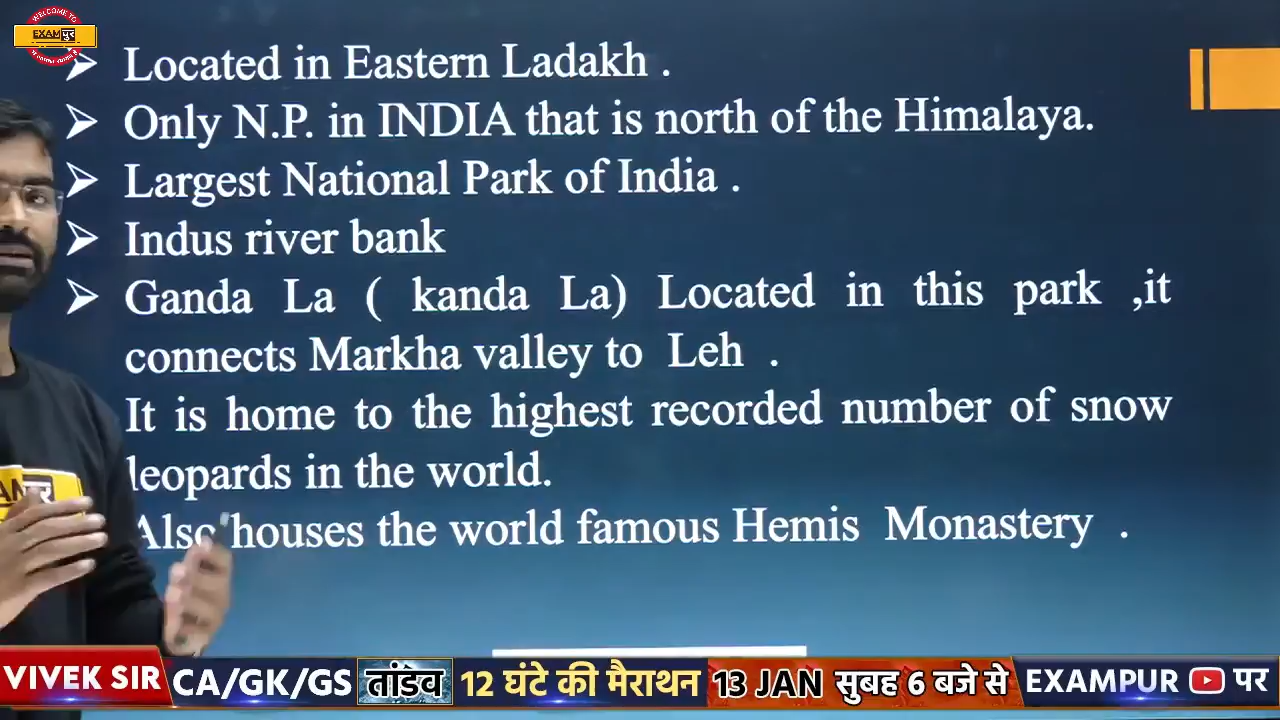 WELCOME TO
EXAMपुर
Located in Eastern Ladakh .
Only N.P. in INDIA that is north of the Himalaya.
Largest National Park of India .
Indus river bank
Ganda La ( kanda La) Located in this park ,it
connects Markha valley to Leh .
It is home to the highest recorded number of snow
leopards in the world.
Also houses the world famous Hemis Monastery .
VIVEK SIR CA/GK/GS तांडव 12 घंटे की मैराथन 13 JAN सुबह 6 बजे से EXAMPUR पर